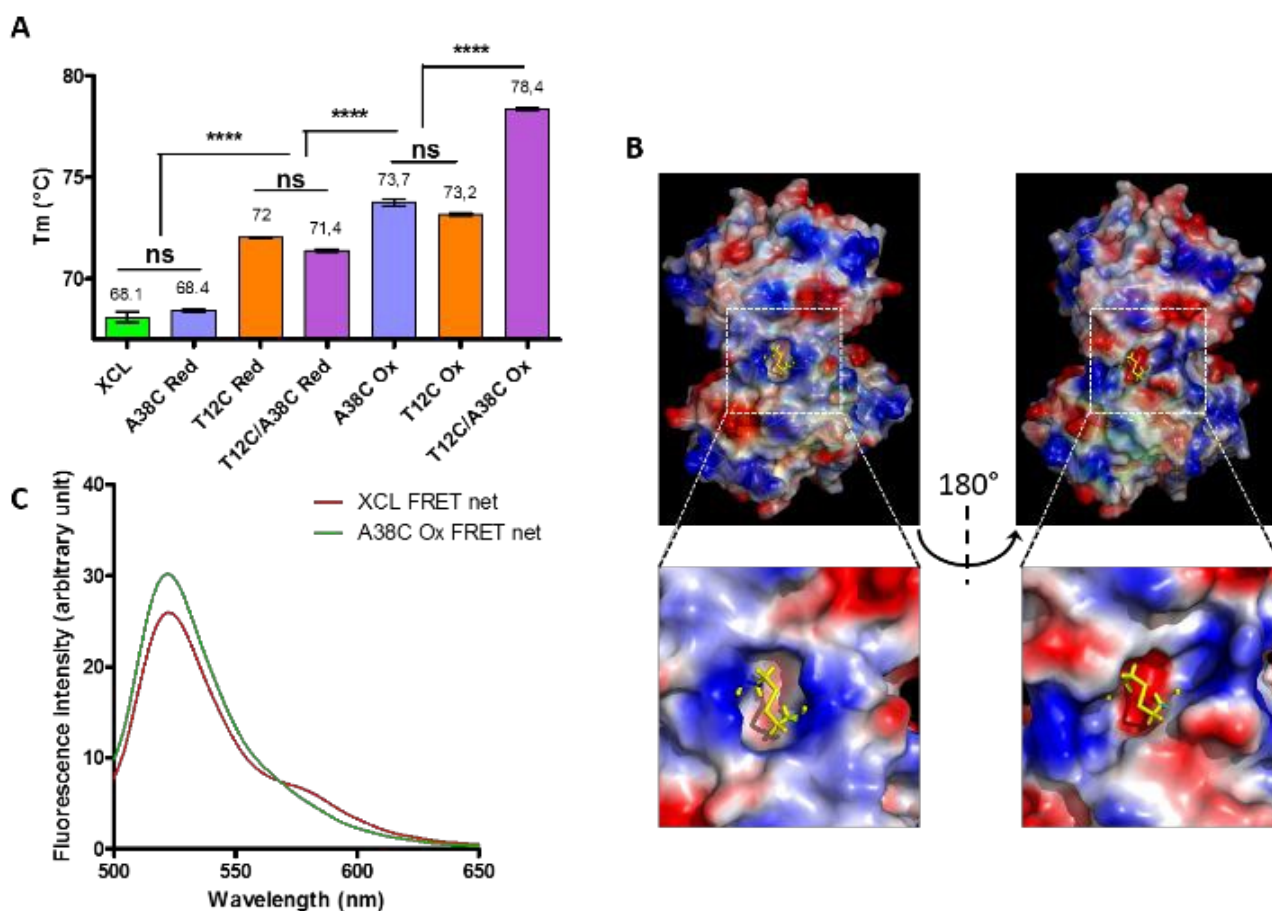 A
Tm (°C)
80
75
70
****
****
****
ns
ns
ns
68.1
68.4
72
71,4
73,7
73,2
78,4
XCL
A38C Red
T12C Red
T12C/A38C Red
A38C Ox
T12C Ox
T12C/A38C Ox
B
180°
C
Fluorescence Intensity (arbitrary unit)
40
30
20
10
0
XCL FRET net
A38C Ox FRET net
500
550
600
650
Wavelength (nm)